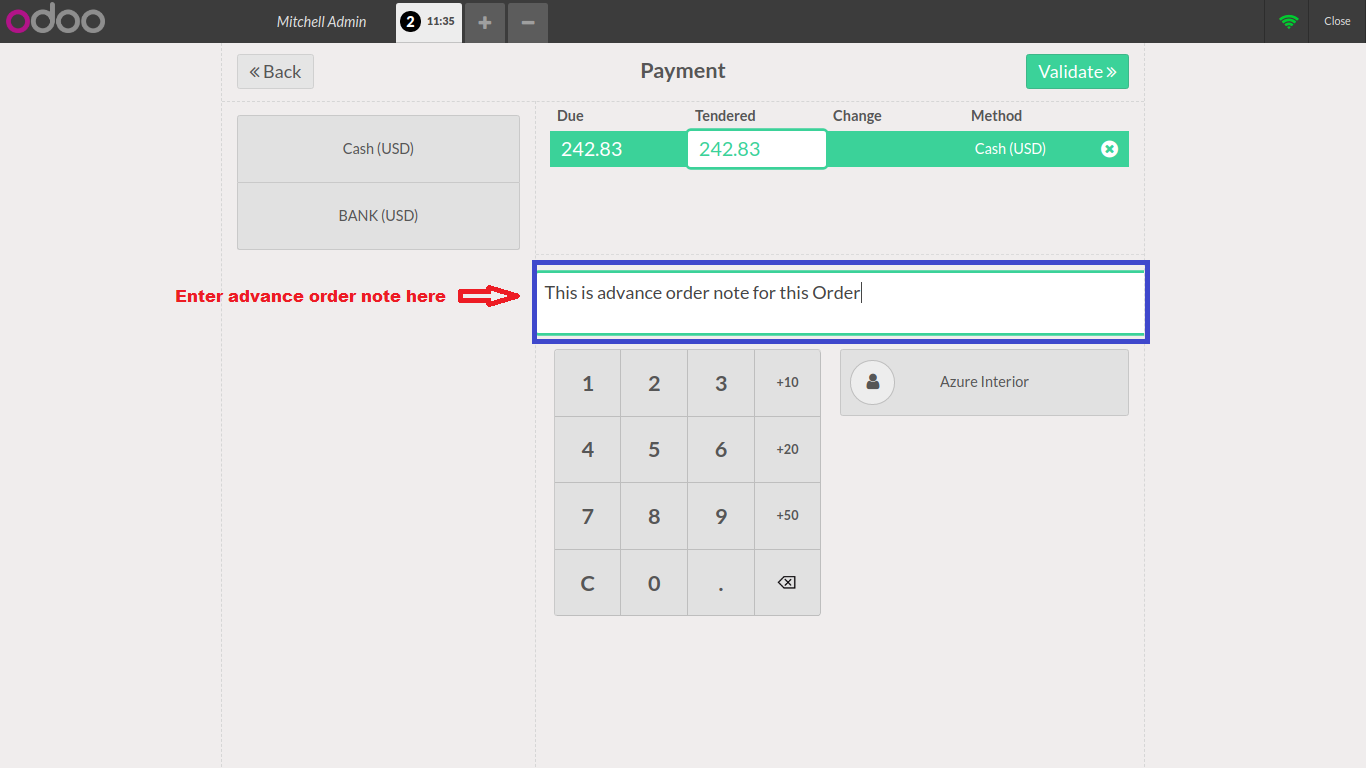 odoo
Mitchell Admin
2 11:35
Close
Back
Payment
Validate
Due Tendered Change Method
242.83 242.83 Cash (USD)
Cash (USD)
BANK (USD)
Enter advance order note here
This is advance order note for this Order
1 2 3 +10
4 5 6 +20
7 8 9 +50
C 0 .
Azure Interior